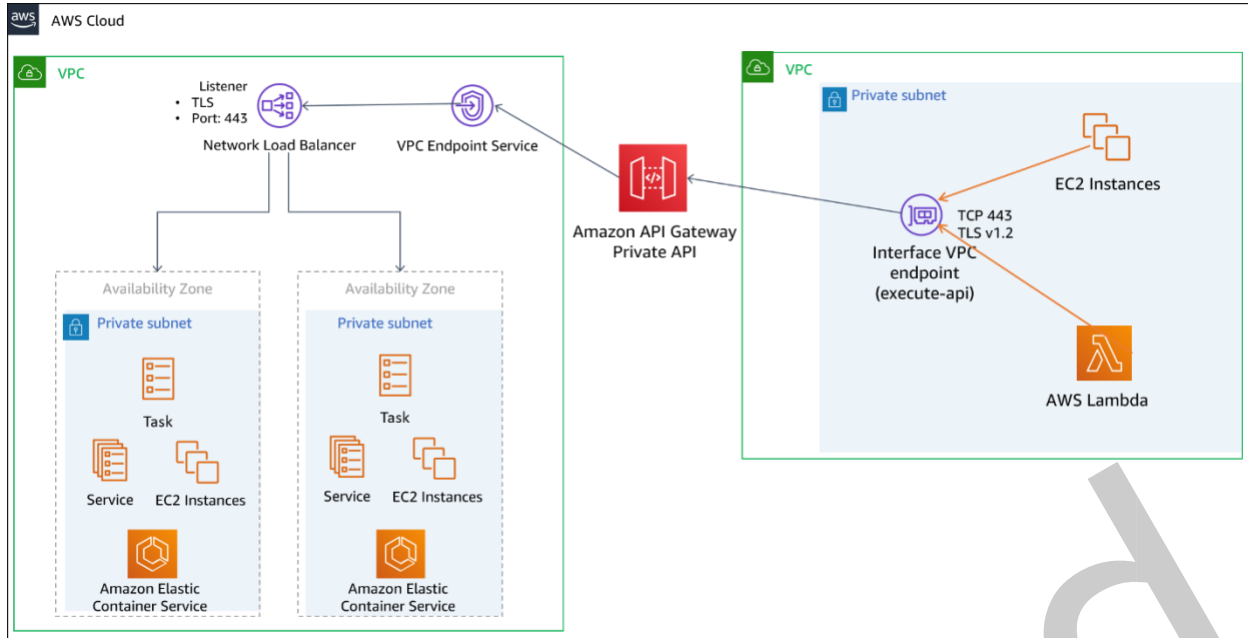 aws
AWS Cloud
VPC
Listener
• TLS
• Port: 443
Network Load Balancer
VPC Endpoint Service
Availability Zone
Private subnet
Task
Service
EC2 Instances
Amazon Elastic
Container Service
Availability Zone
Private subnet
Task
Service
EC2 Instances
Amazon Elastic
Container Service
Amazon API Gateway
Private API
VPC
Private subnet
EC2 Instances
TCP 443
TLS v1.2
Interface VPC
endpoint
(execute-api)
AWS Lambda